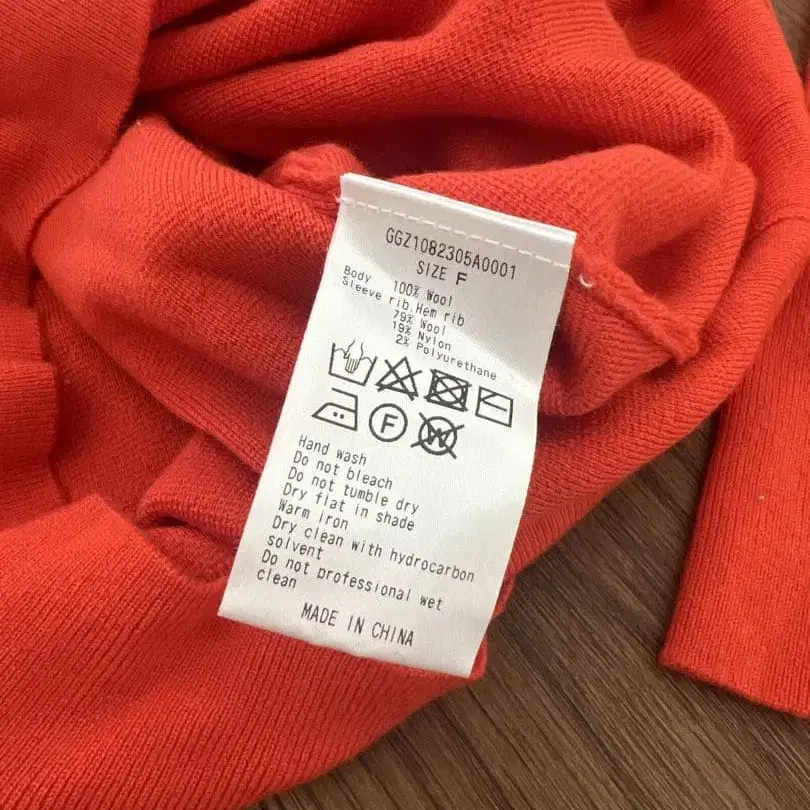 GGZ1082305A0001
SIZE F
Body 100% Wool
Sleeve rib.Hem rib
79% Wool
19% Nylon
2% Polyurethane
F
W
Hand wash
Do not bleach
Do not tumble dry
Dry flat in shade
Warm iron
Dry clean with hydrocarbon
solvent
Do not professional wet
clean
MADE IN CHINA